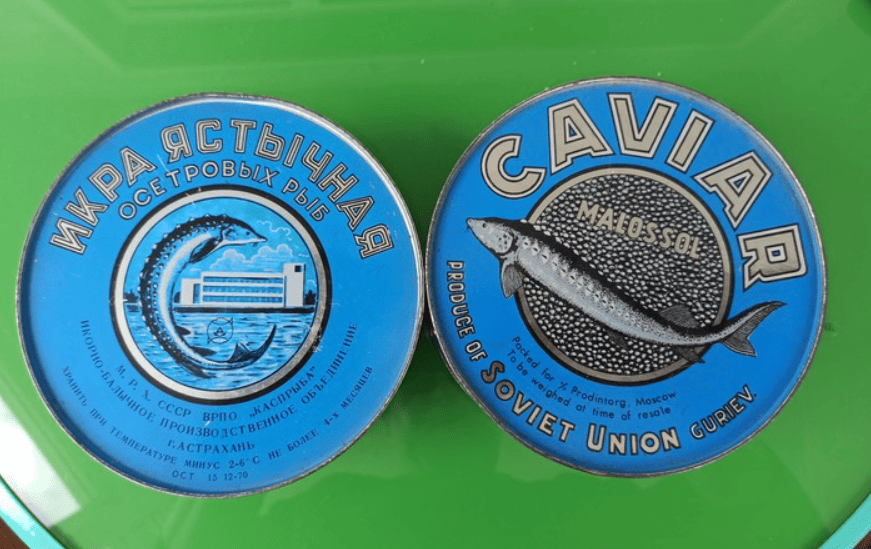 ИКРА ЯСТЫЧНАЯ
ОСЕТРОВЫХ РЫБ
М. Р. Х. СССР ВРПО „КАСПРЫБА"
ИКОРНО-БАЛЫЧНОЕ ПРОИЗВОДСТВЕННОЕ ОБЪЕДИНЕНИЕ
Г. АСТРАХАНЬ
ХРАНИТЬ ПРИ ТЕМПЕРАТУРЕ МИНУС 2-6°С НЕ БОЛЕЕ 4-Х МЕСЯЦЕВ
ОСТ 15 12-70
CAVIAR
MALOSSOL
Packed for V/o Prodintorg, Moscow
To be weighed at time of resale
PRODUCE OF SOVIET UNION GURIEV